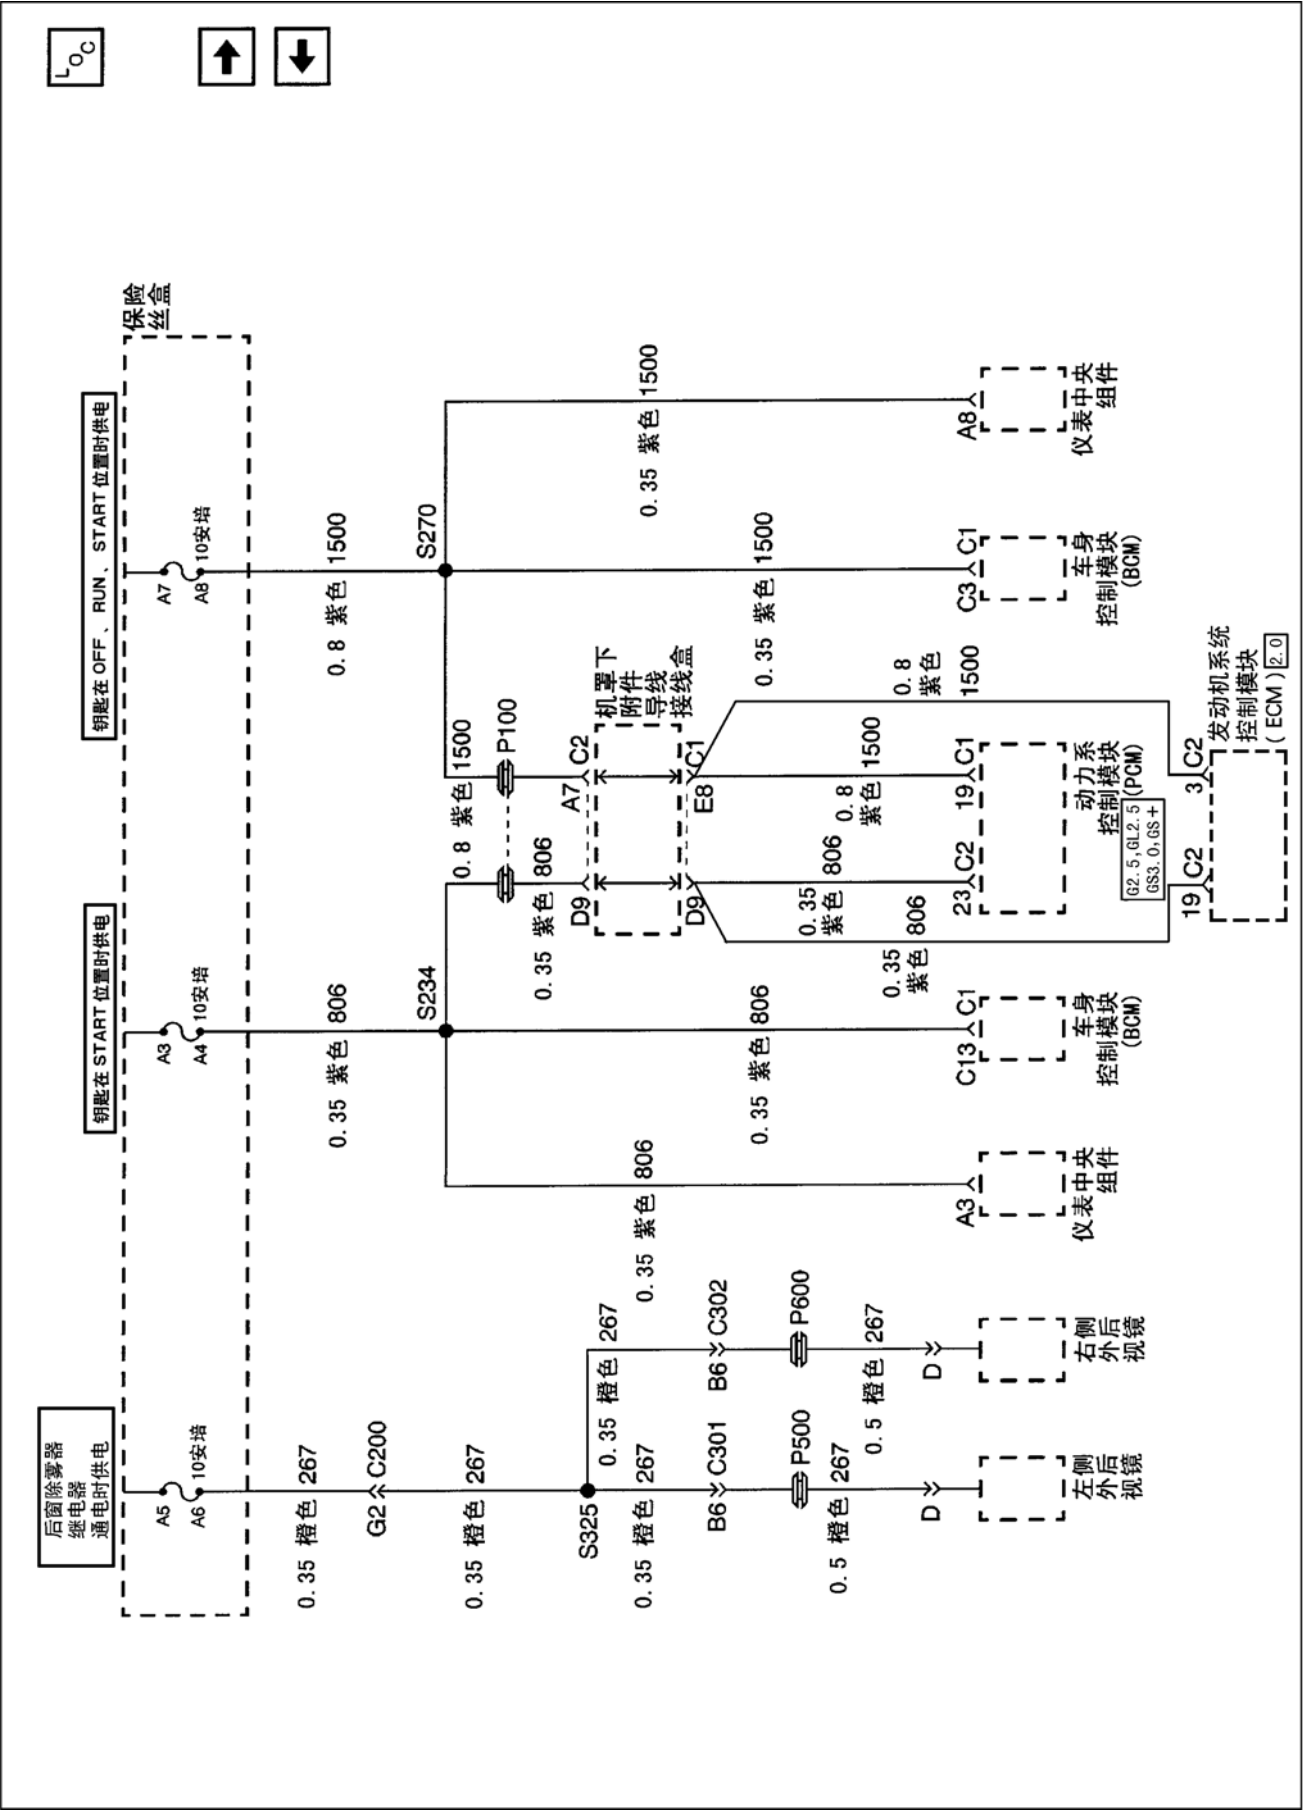 LOC
后窗除雾器
继电器
通电时供电
钥匙在 START 位置时供电
钥匙在 OFF 、 RUN、 START 位置时供电
保险
丝盒
A5
A6
10安培
A3
A4
10安培
A7
A8
10安培
0.35 橙色 267
0.35 紫色 806
0.8 紫色 1500
G2 C200
S234
S270
0.35 橙色 267
0.8 紫色 1500
P100
0.35 紫色 806
D9
A7 C2
机罩下
附件
导线
接线盒
D9
E8
C1
S325
0.35 橙色 267
0.35 橙色 267
0.35 紫色 806
0.35 紫色 1500
B6 C301
B6 C302
0.35 紫色 806
0.35 紫色 1500
P500
P600
0.35
紫色 806
0.8
紫色 1500
0.5 橙色 267
0.5 橙色 267
0.35
紫色 806
0.8
紫色
1500
D
D
A3
C13 C1
23 C2
19 C1
C3 C1
A8
左侧
外后
视镜
右侧
外后
视镜
仪表中央
组件
车身
控制模块
(BCM)
动力系
控制模块
(PCM)
G2.5,GL2.5
GS3.0,GS+
车身
控制模块
(BCM)
仪表中央
组件
19 C2
3 C2
发动机系统
控制模块
(ECM) 2.0